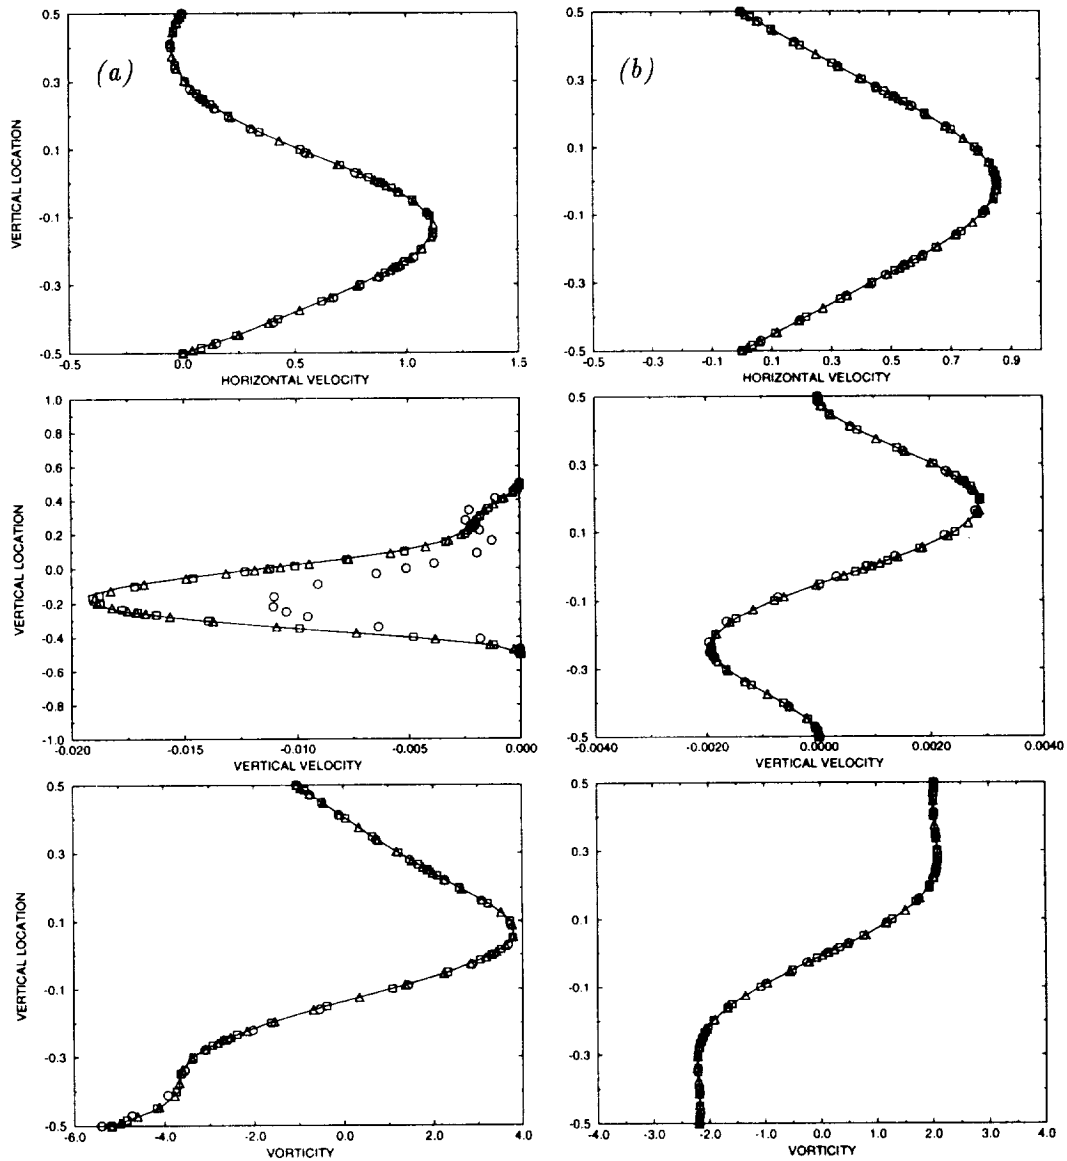 (a)
0.5
0.3
0.1
-0.1
-0.3
-0.5
VERTICAL LOCATION
-0.5 0.0 0.5 1.0 1.5
HORIZONTAL VELOCITY
(b)
0.5
0.3
0.1
-0.1
-0.3
-0.5
-0.5 -0.3 -0.1 0.1 0.3 0.5 0.7 0.9
HORIZONTAL VELOCITY
1.0
0.8
0.6
0.4
0.2
0.0
-0.2
-0.4
-0.6
-0.8
-1.0
VERTICAL LOCATION
-0.020 -0.015 -0.010 -0.005 0.000
VERTICAL VELOCITY
0.5
0.3
0.1
-0.1
-0.3
-0.5
-0.0040 -0.0020 0.0000 0.0020 0.0040
VERTICAL VELOCITY
0.5
0.3
0.1
-0.1
-0.3
-0.5
VERTICAL LOCATION
-6.0 -4.0 -2.0 0.0 2.0 4.0
VORTICITY
0.5
0.3
0.1
-0.1
-0.3
-0.5
-4.0 -3.0 -2.0 -1.0 0.0 1.0 2.0 3.0 4.0
VORTICITY